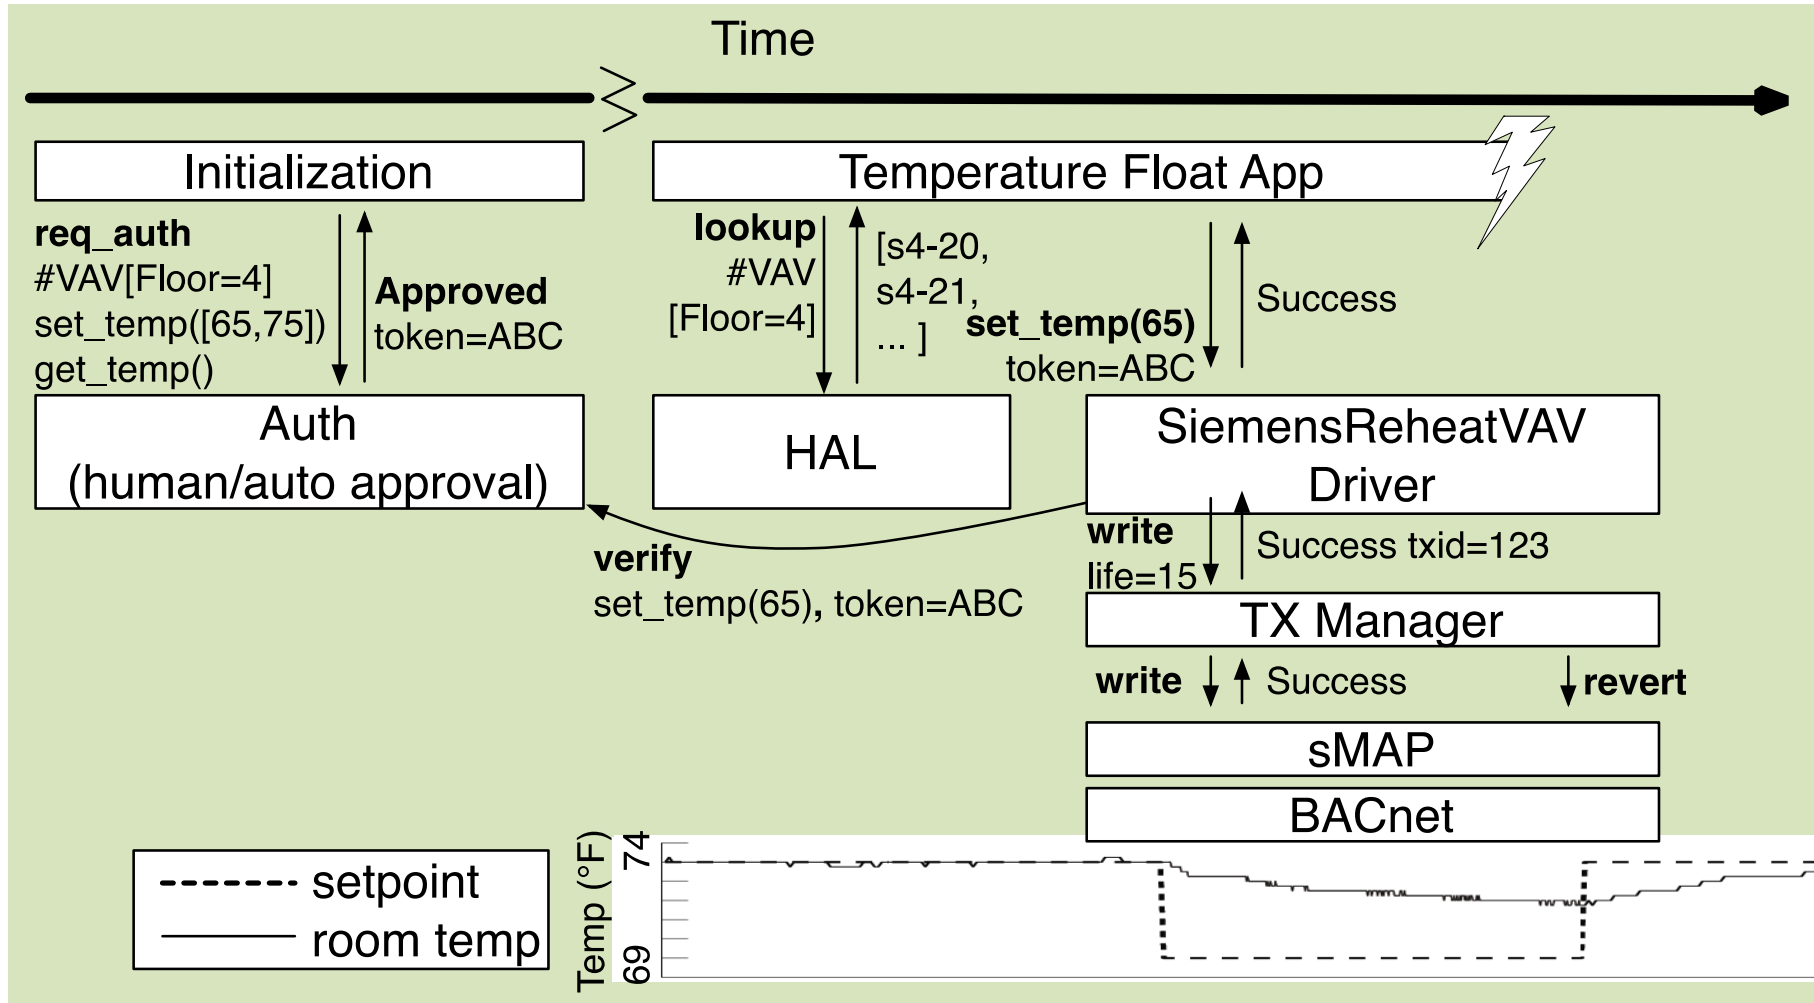 Time
Initialization
Temperature Float App
req_auth
#VAV[Floor=4]
set_temp([65,75])
get_temp()
Approved
token=ABC
lookup
#VAV
[Floor=4]
[s4-20,
s4-21,
... ]
set_temp(65)
token=ABC
Success
Auth
(human/auto approval)
HAL
SiemensReheatVAV
Driver
verify
set_temp(65), token=ABC
write
life=15
Success txid=123
TX Manager
write
Success
revert
sMAP
BACnet
setpoint
room temp
Temp (°F)
74
69